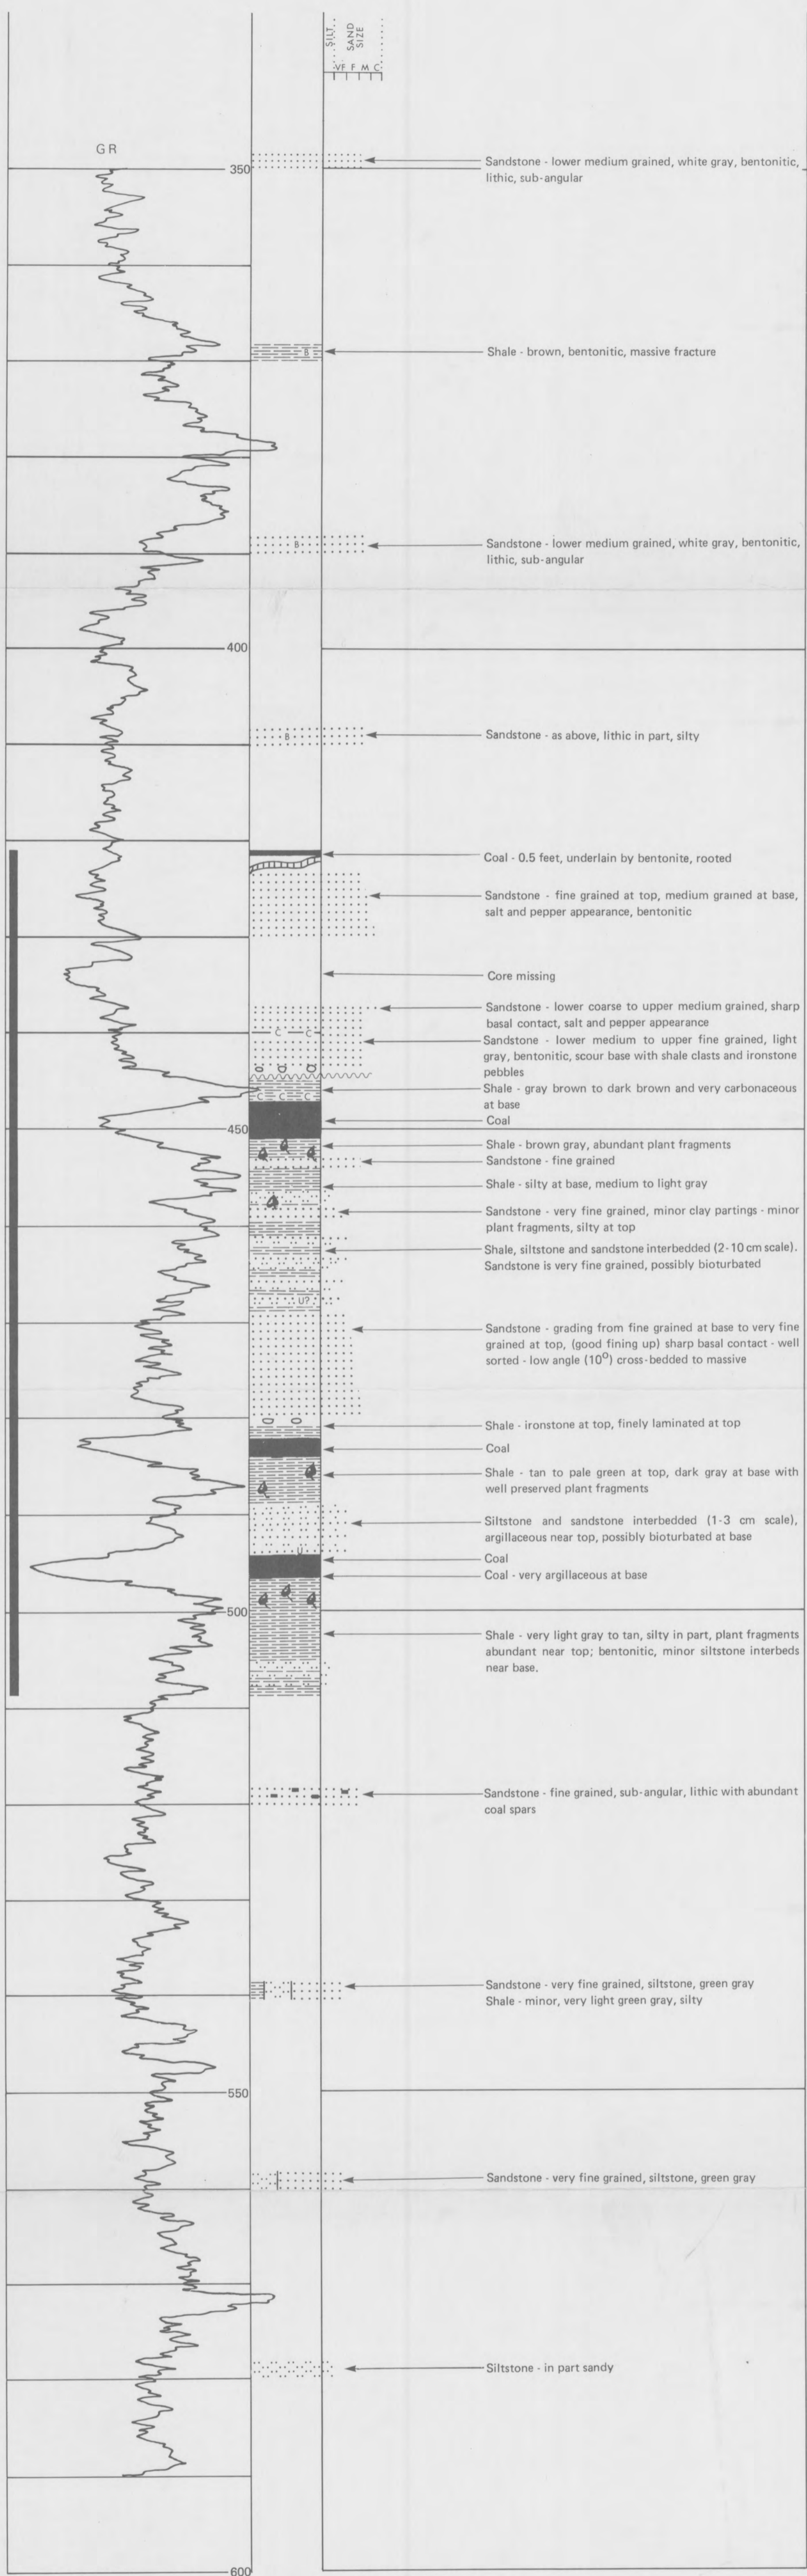 SILT
SAND
SIZE
VF F M C
GR
350
Sandstone - lower medium grained, white gray, bentonitic,
lithic, sub-angular
B
Shale - brown, bentonitic, massive fracture
B
Sandstone - lower medium grained, white gray, bentonitic,
lithic, sub-angular
400
B
Sandstone - as above, lithic in part, silty
Coal - 0.5 feet, underlain by bentonite, rooted
Sandstone - fine grained at top, medium grained at base,
salt and pepper appearance, bentonitic
Core missing
Sandstone - lower coarse to upper medium grained, sharp
basal contact, salt and pepper appearance
C C
Sandstone - lower medium to upper fine grained, light
gray, bentonitic, scour base with shale clasts and ironstone
pebbles
Shale - gray brown to dark brown and very carbonaceous
at base
C C C
Coal
450
Shale - brown gray, abundant plant fragments
Sandstone - fine grained
Shale - silty at base, medium to light gray
Sandstone - very fine grained, minor clay partings - minor
plant fragments, silty at top
Shale, siltstone and sandstone interbedded (2-10 cm scale).
Sandstone is very fine grained, possibly bioturbated
U?
Sandstone - grading from fine grained at base to very fine
grained at top, (good fining up) sharp basal contact - well
sorted - low angle (10°) cross-bedded to massive
Shale - ironstone at top, finely laminated at top
Coal
Shale - tan to pale green at top, dark gray at base with
well preserved plant fragments
Siltstone and sandstone interbedded (1-3 cm scale),
argillaceous near top, possibly bioturbated at base
U
Coal
Coal - very argillaceous at base
500
Shale - very light gray to tan, silty in part, plant fragments
abundant near top; bentonitic, minor siltstone interbeds
near base.
Sandstone - fine grained, sub-angular, lithic with abundant
coal spars
Sandstone - very fine grained, siltstone, green gray
Shale - minor, very light green gray, silty
550
Sandstone - very fine grained, siltstone, green gray
Siltstone - in part sandy
600